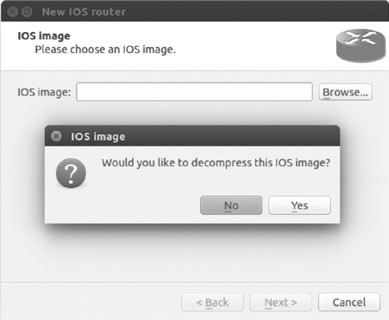 New IOS router
IOS image
Please choose an IOS image.
IOS image:
Browse...
IOS image
Would you like to decompress this IOS image?
No
Yes
< Back
Next >
Cancel